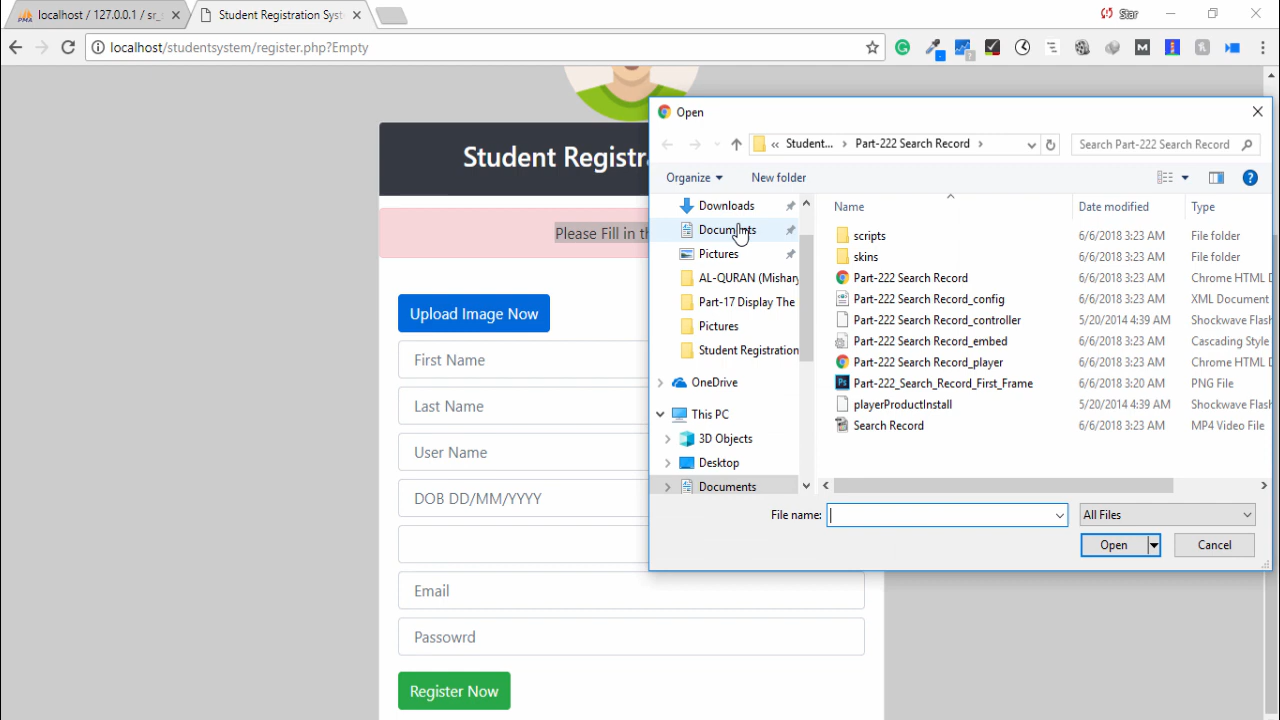 localhost / 127.0.0.1 / sr_s
Student Registration Syst
Star
localhost/studentsystem/register.php?Empty
Open
Student Registra
« Student... › Part-222 Search Record ›
Search Part-222 Search Record
Organize
New folder
Please Fill in th
Downloads
Documents
Pictures
AL-QURAN (Mishary
Part-17 Display The
Pictures
Student Registration
OneDrive
This PC
3D Objects
Desktop
Documents
Name Date modified Type
scripts 6/6/2018 3:23 AM File folder
skins 6/6/2018 3:23 AM File folder
Part-222 Search Record 6/6/2018 3:23 AM Chrome HTML D
Part-222 Search Record_config 6/6/2018 3:23 AM XML Document
Part-222 Search Record_controller 5/20/2014 4:39 AM Shockwave Flash
Part-222 Search Record_embed 6/6/2018 3:23 AM Cascading Style
Part-222 Search Record_player 6/6/2018 3:23 AM Chrome HTML D
Part-222_Search_Record_First_Frame 6/6/2018 3:20 AM PNG File
playerProductInstall 5/20/2014 4:39 AM Shockwave Flash
Search Record 6/6/2018 3:23 AM MP4 Video File
File name:
All Files
Open
Cancel
Upload Image Now
First Name
Last Name
User Name
DOB DD/MM/YYYY
Email
Passowrd
Register Now